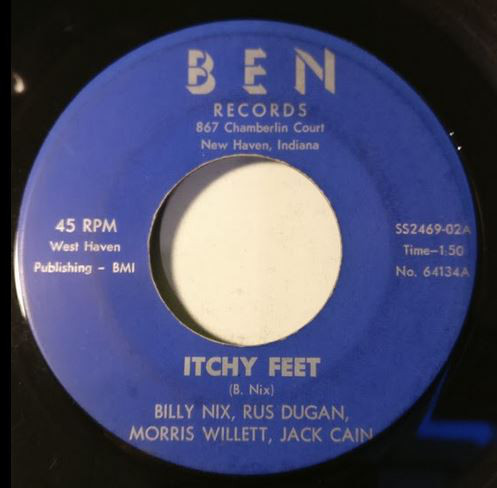 BEN
RECORDS
867 Chamberlin Court
New Haven, Indiana
45 RPM
West Haven
Publishing - BMI
SS2469-02A
Time-1:50
No. 64134A
ITCHY FEET
(B. Nix)
BILLY NIX, RUS DUGAN,
MORRIS WILLETT, JACK CAIN